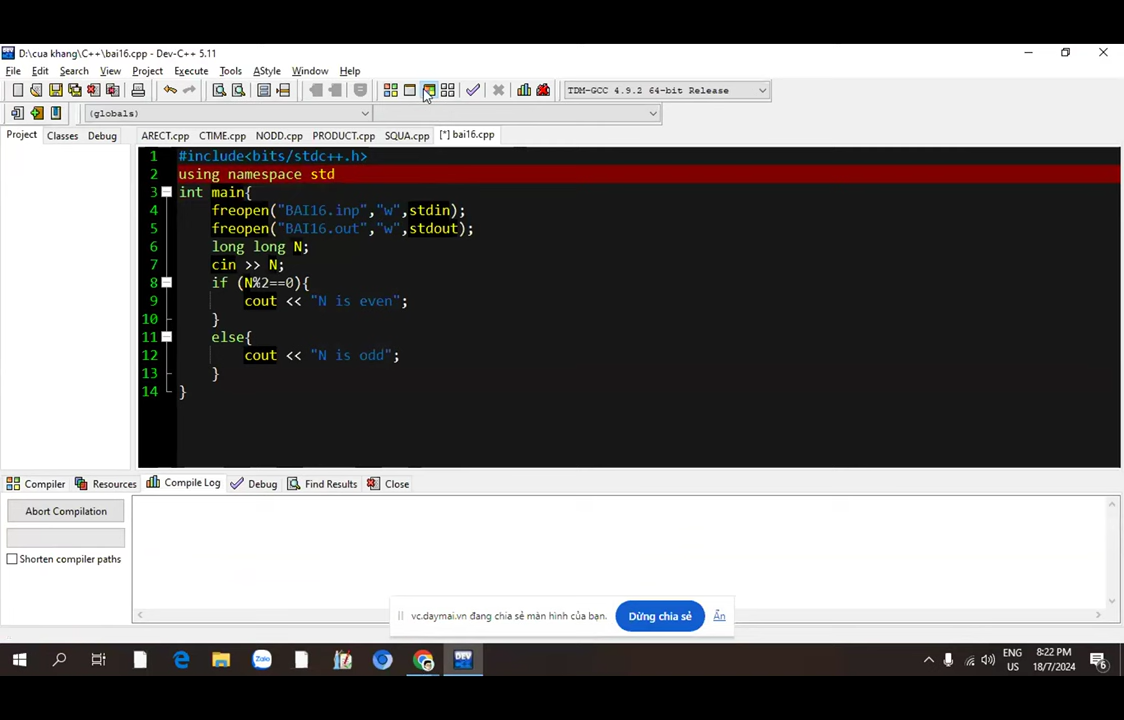 D:\cua khang\C++\bai16.cpp - Dev-C++ 5.11
File Edit Search View Project Execute Tools AStyle Window Help
TDM-GCC 4.9.2 64-bit Release
(globals)
Project Classes Debug ARECT.cpp CTIME.cpp NODD.cpp PRODUCT.cpp SQUA.cpp [*] bai16.cpp
1 #include<bits/stdc++.h>
2 using namespace std
3 int main{
4 freopen("BAI16.inp","w",stdin);
5 freopen("BAI16.out","w",stdout);
6 long long N;
7 cin >> N;
8 if (N%2==0){
9 cout << "N is even";
10 }
11 else{
12 cout << "N is odd";
13 }
14 }
Compiler Resources Compile Log Debug Find Results Close
Abort Compilation
Shorten compiler paths
vc.daymai.vn đang chia sẻ màn hình của bạn. Dừng chia sẻ Ẩn
Zalo
DEV
ENG 8:22 PM
US 18/7/2024 6